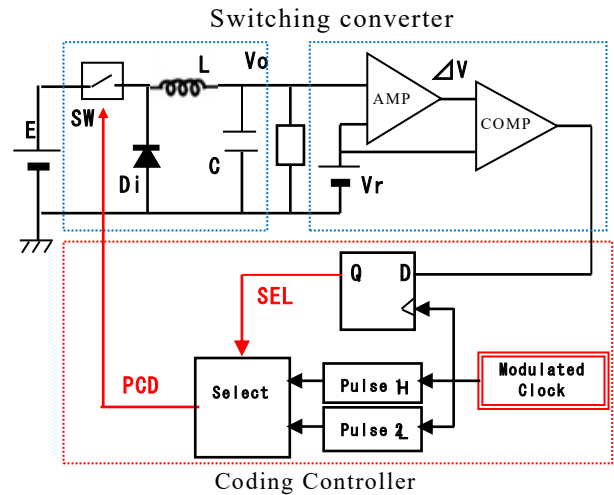 Switching converter
L
Vo
ΔV
AMP
COMP
SW
E
Di
C
Vr
Q
D
SEL
PCD
Select
Pulse 1H
Pulse 2L
Modulated
Clock
Coding Controller